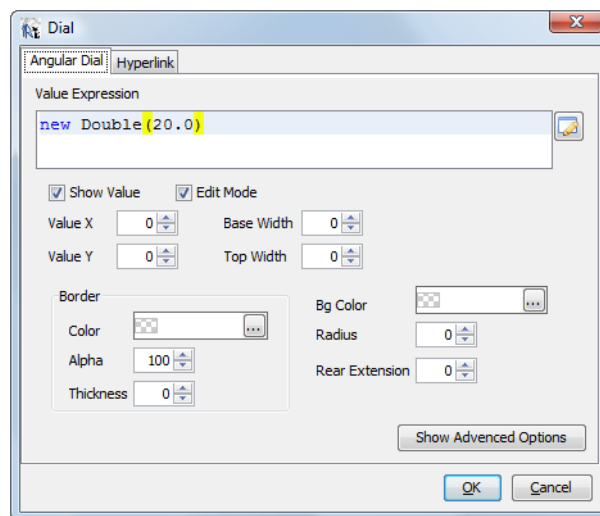 Dial
Angular Dial Hyperlink
Value Expression
new Double(20.0)
Show Value Edit Mode
Value X 0 Base Width 0
Value Y 0 Top Width 0
Border
Bg Color ...
Color ...
Radius 0
Alpha 100
Rear Extension 0
Thickness 0
Show Advenced Options
OK Cancel